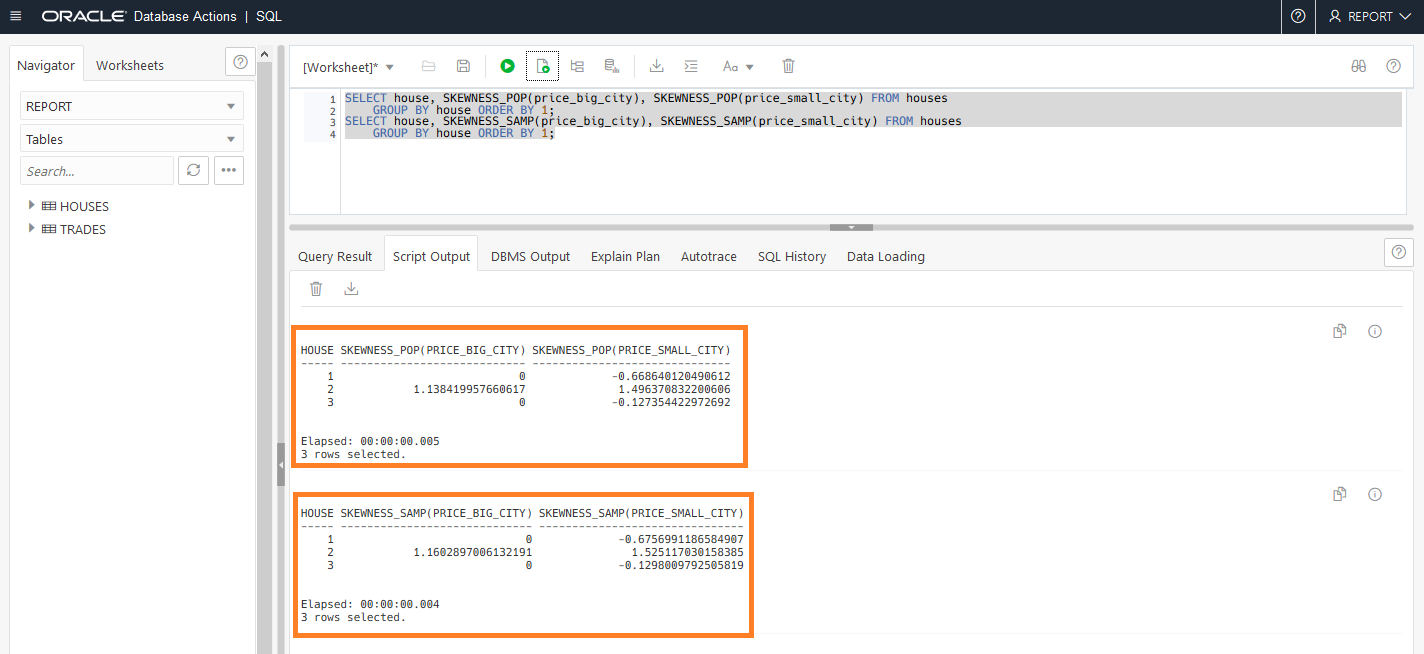 ORACLE® Database Actions | SQL
REPORT
Navigator
Worksheets
REPORT
Tables
Search...
HOUSES
TRADES
[Worksheet]*
Aa
1 SELECT house, SKEWNESS_POP(price_big_city), SKEWNESS_POP(price_small_city) FROM houses
2 GROUP BY house ORDER BY 1;
3 SELECT house, SKEWNESS_SAMP(price_big_city), SKEWNESS_SAMP(price_small_city) FROM houses
4 GROUP BY house ORDER BY 1;
Query Result
Script Output
DBMS Output
Explain Plan
Autotrace
SQL History
Data Loading
HOUSE SKEWNESS_POP(PRICE_BIG_CITY) SKEWNESS_POP(PRICE_SMALL_CITY)
----- ---------------------------- ------------------------------
1 0 -0.668640120490612
2 1.138419957660617 1.496370832200606
3 0 -0.127354422972692
Elapsed: 00:00:00.005
3 rows selected.
HOUSE SKEWNESS_SAMP(PRICE_BIG_CITY) SKEWNESS_SAMP(PRICE_SMALL_CITY)
----- ----------------------------- -------------------------------
1 0 -0.6756991186584907
2 1.1602897006132191 1.525117030158385
3 0 -0.1298009792505819
Elapsed: 00:00:00.004
3 rows selected.